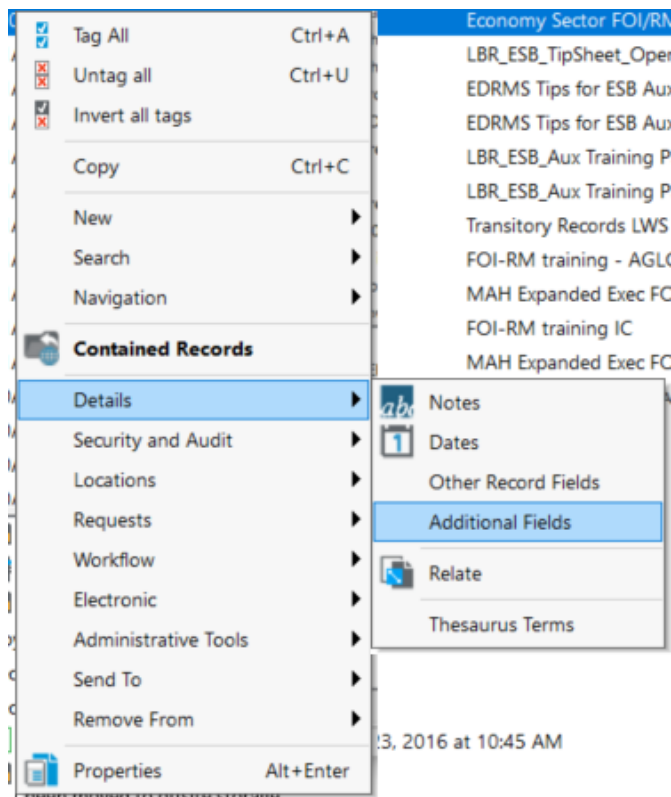 Economy Sector FOI/RM
Tag All Ctrl+A
LBR_ESB_TipSheet_Oper
Untag all Ctrl+U
EDRMS Tips for ESB Aux
Invert all tags
EDRMS Tips for ESB Aux
LBR_ESB_Aux Training P
Copy Ctrl+C
LBR_ESB_Aux Training P
New
Transitory Records LWS
Search
FOI-RM training - AGLC
Navigation
MAH Expanded Exec FO
FOI-RM training IC
Contained Records
MAH Expanded Exec FO
Details
abc Notes
Security and Audit
1 Dates
Locations
Other Record Fields
Requests
Additional Fields
Workflow
Relate
Electronic
Thesaurus Terms
Administrative Tools
Send To
Remove From
23, 2016 at 10:45 AM
Properties Alt+Enter